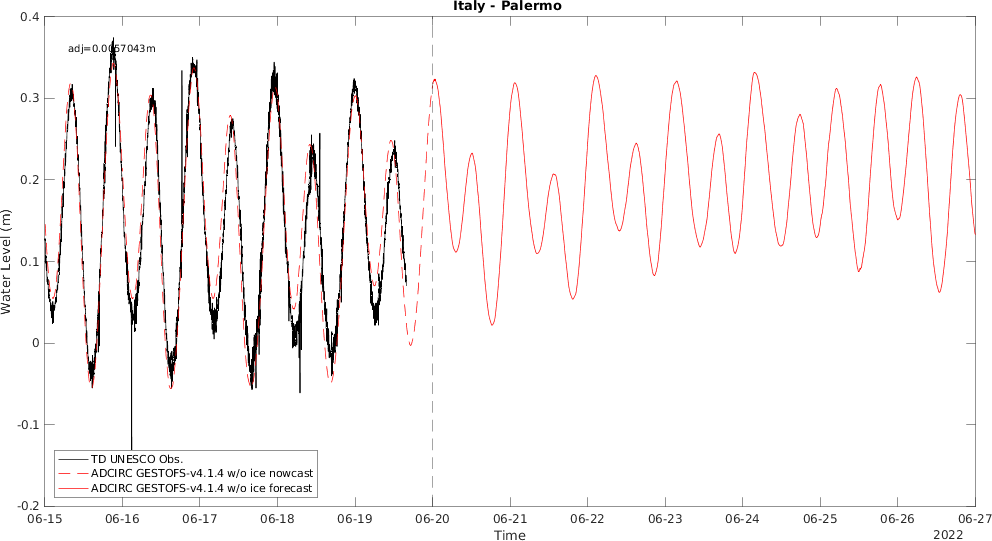 Italy - Palermo
adj=0.0057043m
Water Level (m)
0.4
0.3
0.2
0.1
0
-0.1
-0.2
TD UNESCO Obs.
ADCIRC GESTOFS-v4.1.4 w/o ice nowcast
ADCIRC GESTOFS-v4.1.4 w/o ice forecast
06-15 06-16 06-17 06-18 06-19 06-20 06-21 06-22 06-23 06-24 06-25 06-26 06-27
Time
2022